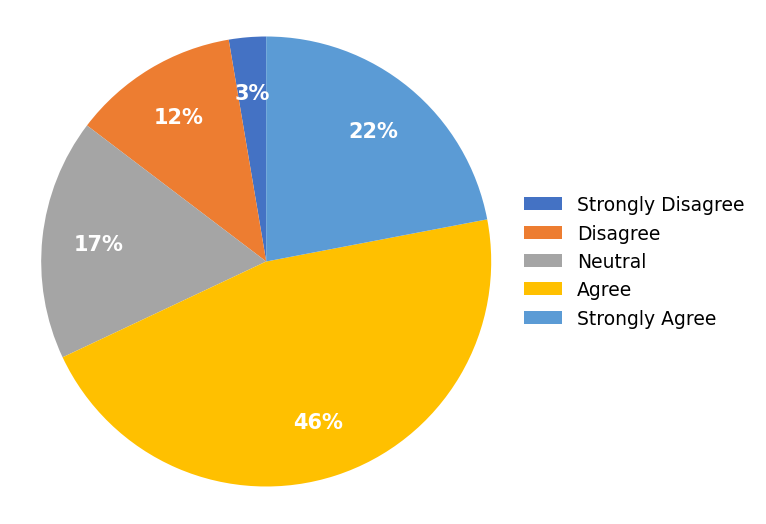 3%
12%
22%
17%
46%
Strongly Disagree
Disagree
Neutral
Agree
Strongly Agree